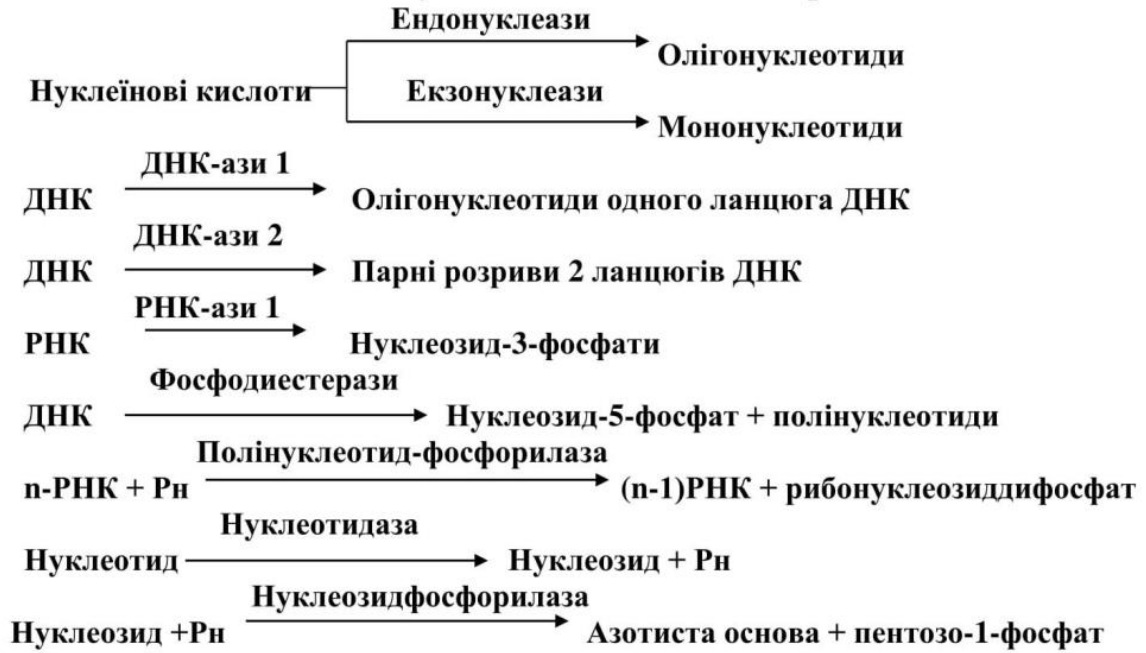 Ендонуклеази
Олігонуклеотиди
Нуклеїнові кислоти Екзонуклеази
Мононуклеотиди
ДНК-ази 1
ДНК Олігонуклеотиди одного ланцюга ДНК
ДНК-ази 2
ДНК Парні розриви 2 ланцюгів ДНК
РНК-ази 1
РНК Нуклеозид-3-фосфати
Фосфодиестерази
ДНК Нуклеозид-5-фосфат + полінуклеотиди
Полінуклеотид-фосфорилаза
n-РНК + Рн (n-1)РНК + рибонуклеозиддифосфат
Нуклеотидаза
Нуклеотид Нуклеозид + Рн
Нуклеозидфосфорилаза
Нуклеозид +Рн Азотиста основа + пентозо-1-фосфат